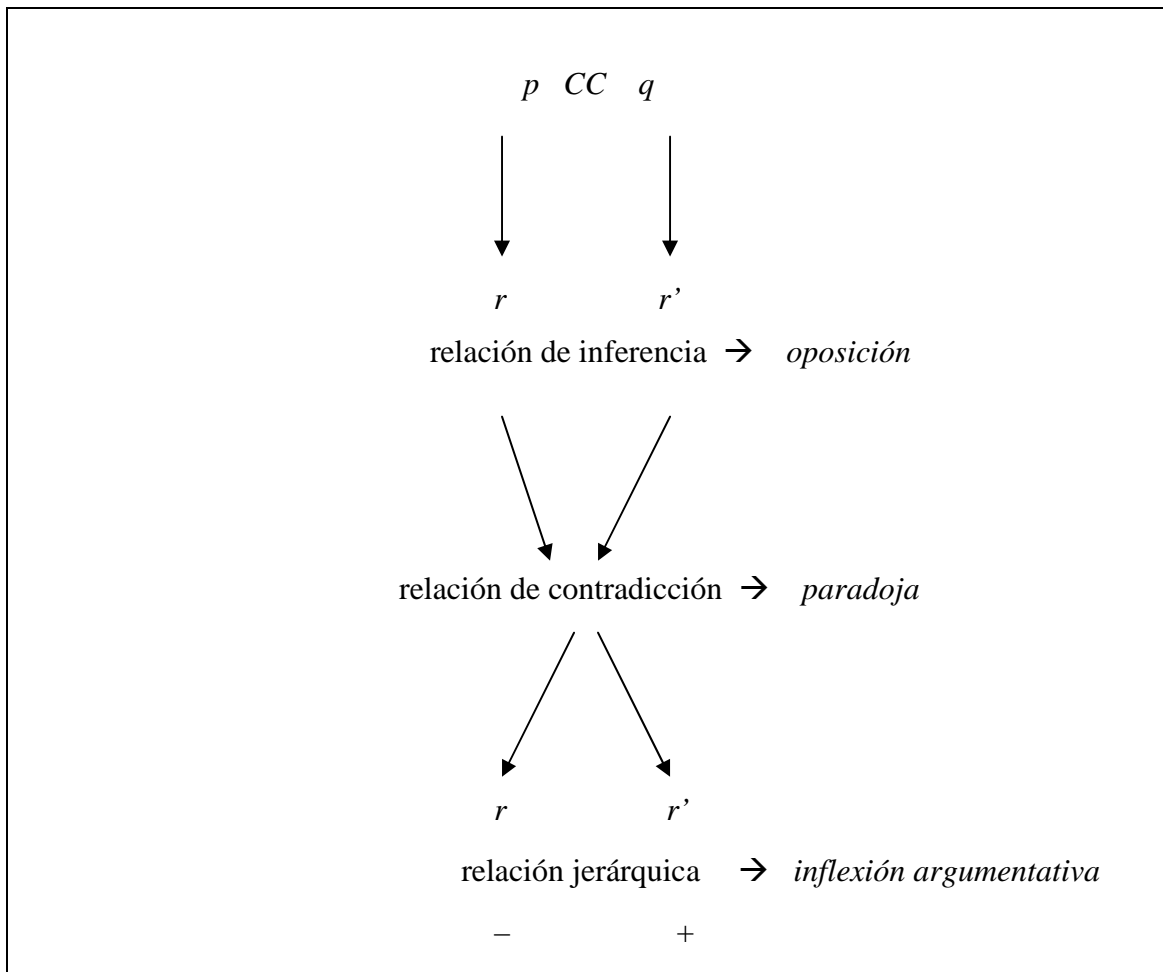 p CC q
r r’
relación de inferencia → oposición
relación de contradicción → paradoja
r r’
relación jerárquica → inflexión argumentativa
– +